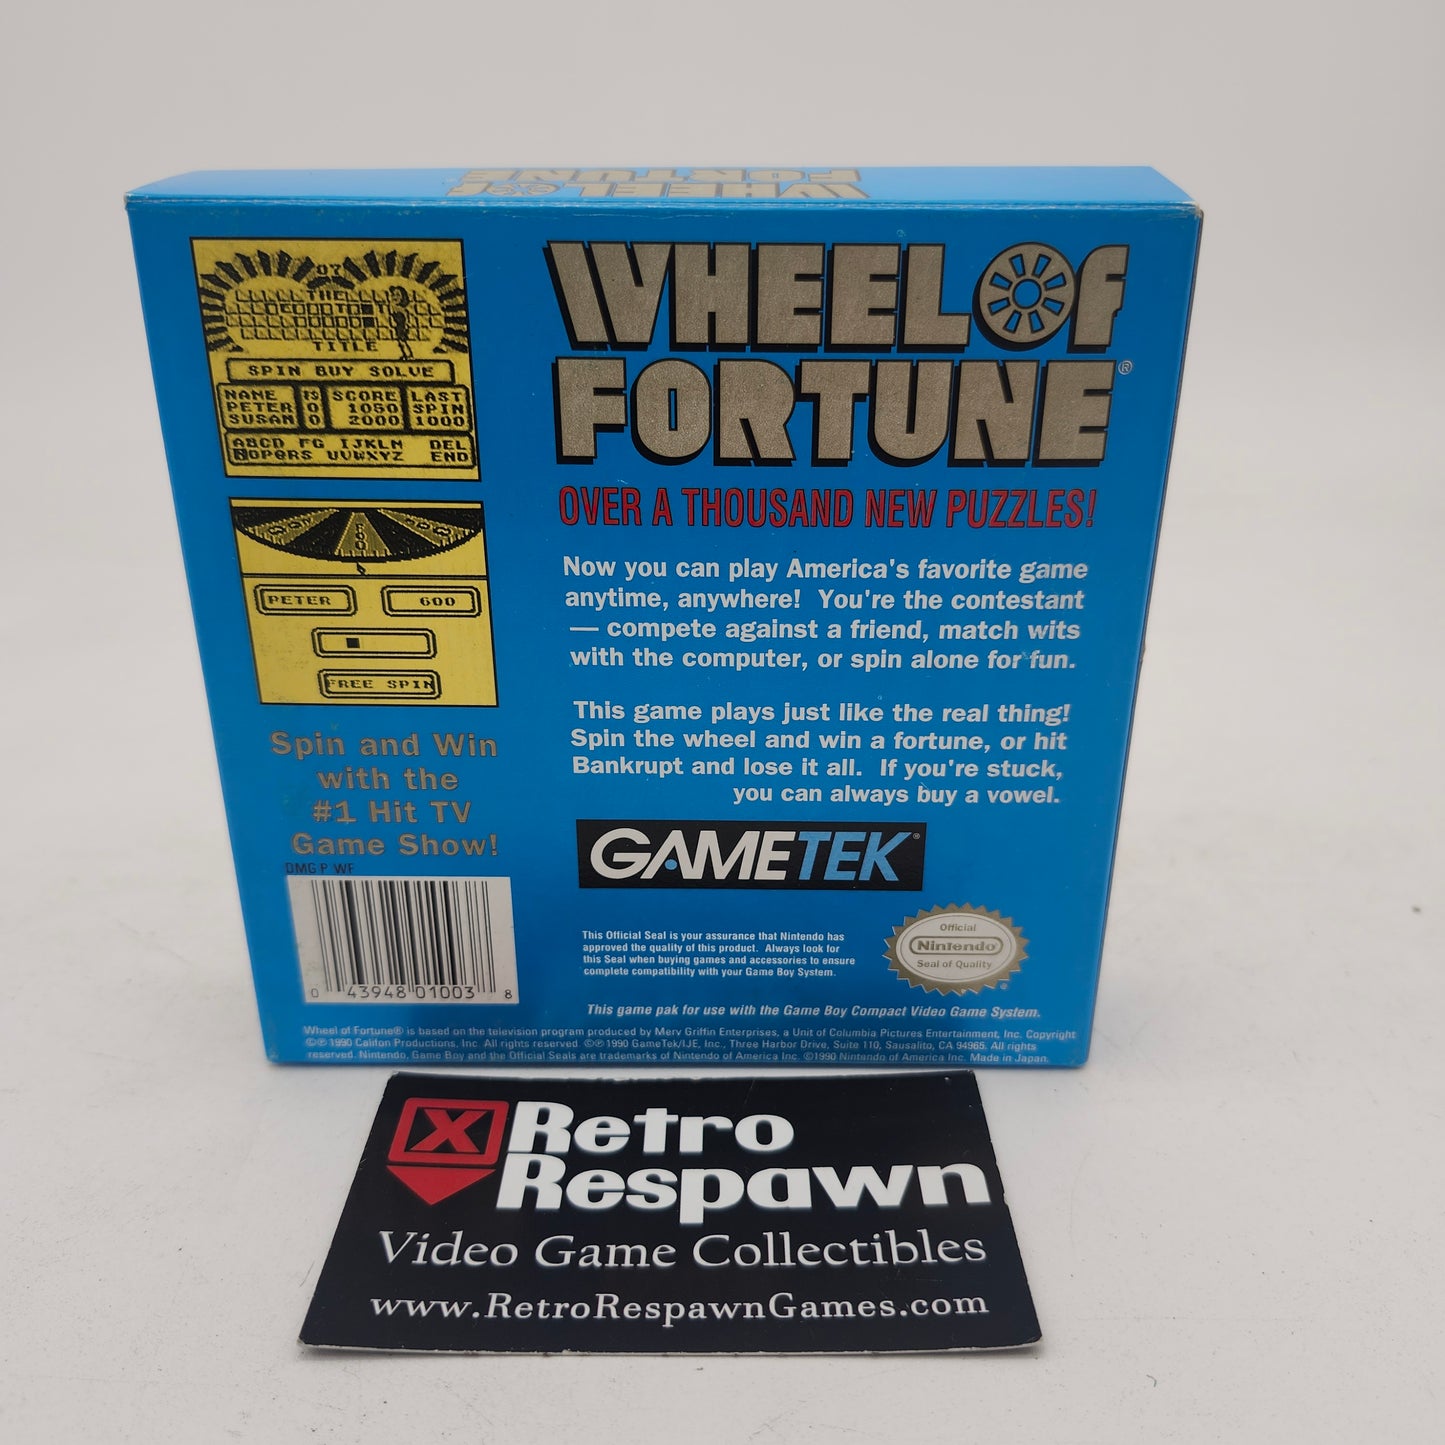 WHEEL OF
FORTUNE
07
THE
TITLE
SPIN BUY SOLVE
NAME SCORE LAST
PETER 0 1050 SPIN
SUSAN 0 2000 1000
ABCD FG IJKLM DEL
NOPQRS UVWXYZ END
P
600
PETER
600
FREE SPIN
Spin and Win
with the
#1 Hit TV
Game Show!
DMG P WF
0 43948 01003 8
WHEEL OF
FORTUNE®
OVER A THOUSAND NEW PUZZLES!
Now you can play America's favorite game
anytime, anywhere! You're the contestant
— compete against a friend, match wits
with the computer, or spin alone for fun.
This game plays just like the real thing!
Spin the wheel and win a fortune, or hit
Bankrupt and lose it all. If you're stuck,
you can always buy a vowel.
GAMETEK®
This Official Seal is your assurance that Nintendo has
approved the quality of this product. Always look for
this Seal when buying games and accessories to ensure
complete compatibility with your Game Boy System.
Official
Nintendo®
Seal of Quality
This game pak for use with the Game Boy Compact Video Game System.
Wheel of Fortune® is based on the television program produced by Merv Griffin Enterprises, a Unit of Columbia Pictures Entertainment, Inc. Copyright
©℗ 1990 Califon Productions, Inc. All rights reserved. ©℗ 1990 GameTek/IJE, Inc., Three Harbor Drive, Suite 110, Sausalito, CA 94965. All rights
reserved. Nintendo, Game Boy and the Official Seals are trademarks of Nintendo of America Inc. ©1990 Nintendo of America Inc. Made in Japan.
X Retro
Respawn
Video Game Collectibles
www.RetroRespawnGames.com